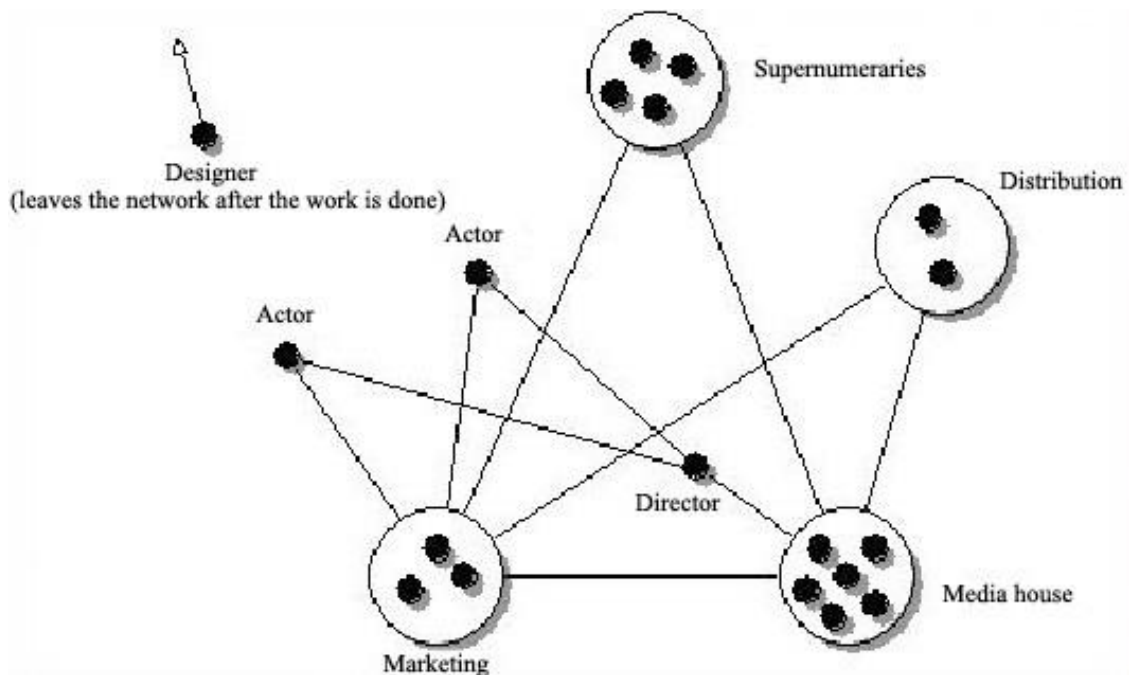 Supernumeraries
Designer
(leaves the network after the work is done)
Distribution
Actor
Actor
Director
Media house
Marketing